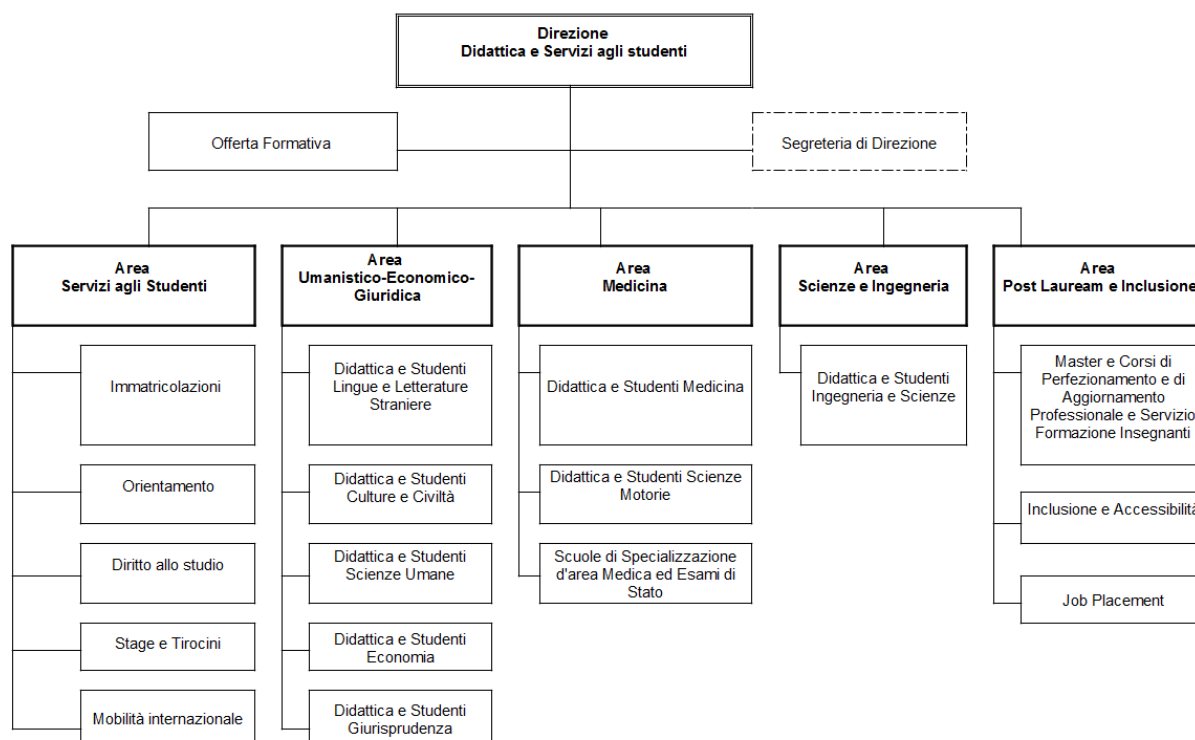 Direzione
Didattica e Servizi agli studenti
Offerta Formativa
Segreteria di Direzione
Area
Servizi agli Studenti
Immatricolazioni
Orientamento
Diritto allo studio
Stage e Tirocini
Mobilità internazionale
Area
Umanistico-Economico-
Giuridica
Didattica e Studenti
Lingue e Letterature
Straniere
Didattica e Studenti
Culture e Civiltà
Didattica e Studenti
Scienze Umane
Didattica e Studenti
Economia
Didattica e Studenti
Giurisprudenza
Area
Medicina
Didattica e Studenti Medicina
Didattica e Studenti Scienze
Motorie
Scuole di Specializzazione
d'area Medica ed Esami di
Stato
Area
Scienze e Ingegneria
Didattica e Studenti
Ingegneria e Scienze
Area
Post Lauream e Inclusione
Master e Corsi di
Perfezionamento e di
Aggiornamento
Professionale e Servizio
Formazione Insegnanti
Inclusione e Accessibilità
Job Placement